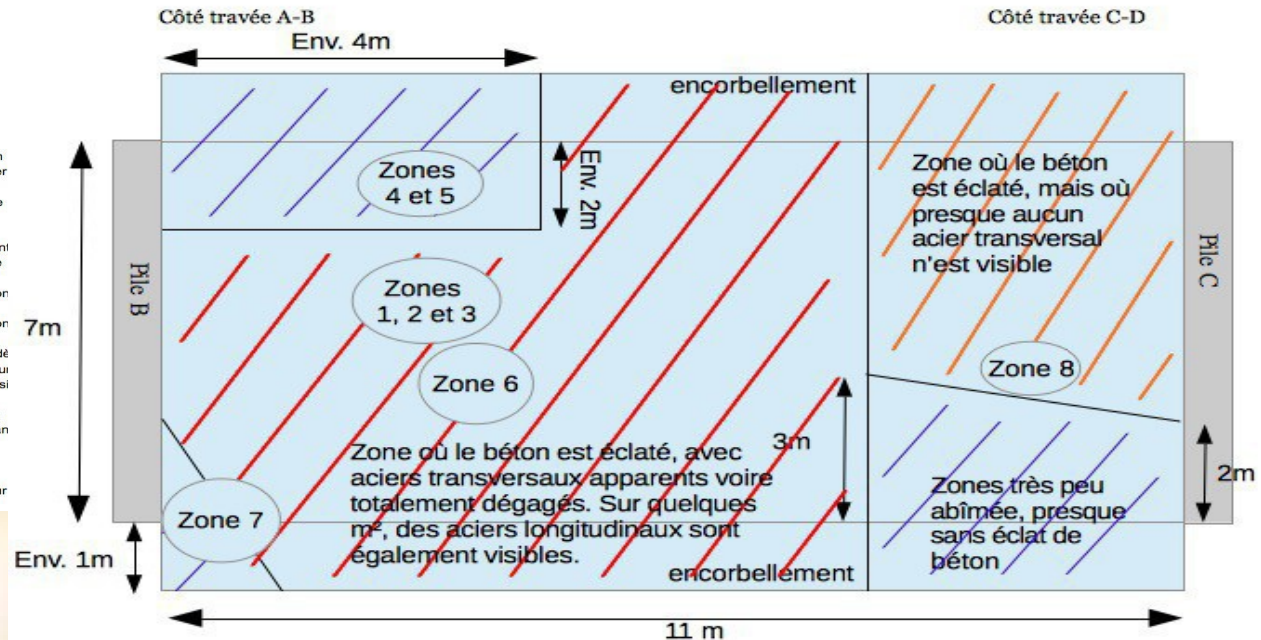 Côté travée A-B
Côté travée C-D
Env. 4m
encorbellement
Zones
4 et 5
Env. 2m
Zone où le béton
est éclaté, mais où
presque aucun
acier transversal
n'est visible
Pile B
Pile C
7m
Zones
1, 2 et 3
Zone 6
Zone 8
3m
2m
Zone où le béton est éclaté, avec
aciers transversaux apparents voire
totalement dégagés. Sur quelques
m², des aciers longitudinaux sont
également visibles.
Zones très peu
abîmée, presque
sans éclat de
béton
Zone 7
Env. 1m
encorbellement
11 m